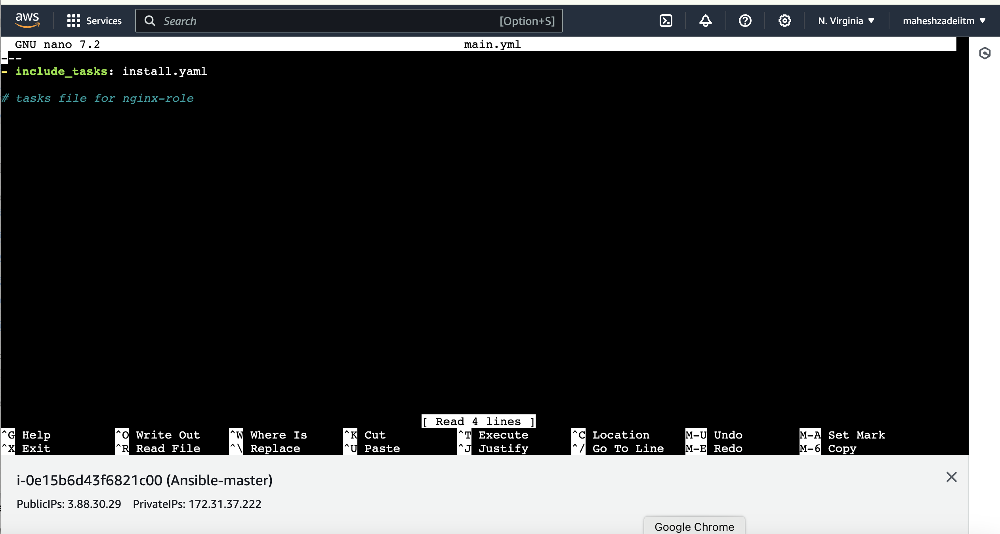 aws Services Search [Option+S] N. Virginia maheshzadeiitm
GNU nano 7.2 main.yml
---
- include_tasks: install.yaml
# tasks file for nginx-role
[ Read 4 lines ]
^G Help ^O Write Out ^W Where Is ^K Cut ^T Execute ^C Location M-U Undo M-A Set Mark
^X Exit ^R Read File ^\ Replace ^U Paste ^J Justify ^/ Go To Line M-E Redo M-6 Copy
i-0e15b6d43f6821c00 (Ansible-master)
PublicIPs: 3.88.30.29 PrivateIPs: 172.31.37.222
Google Chrome